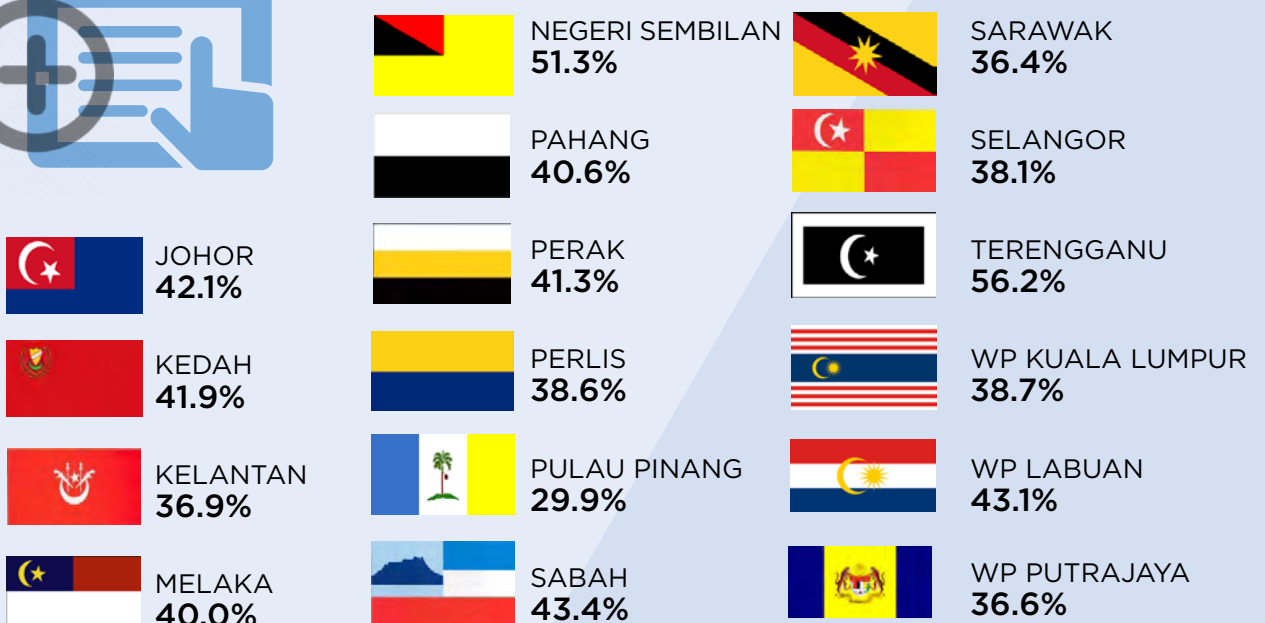 JOHOR
42.1%
KEDAH
41.9%
KELANTAN
36.9%
MELAKA
40.0%
NEGERI SEMBILAN
51.3%
PAHANG
40.6%
PERAK
41.3%
PERLIS
38.6%
PULAU PINANG
29.9%
SABAH
43.4%
SARAWAK
36.4%
SELANGOR
38.1%
TERENGGANU
56.2%
WP KUALA LUMPUR
38.7%
WP LABUAN
43.1%
WP PUTRAJAYA
36.6%